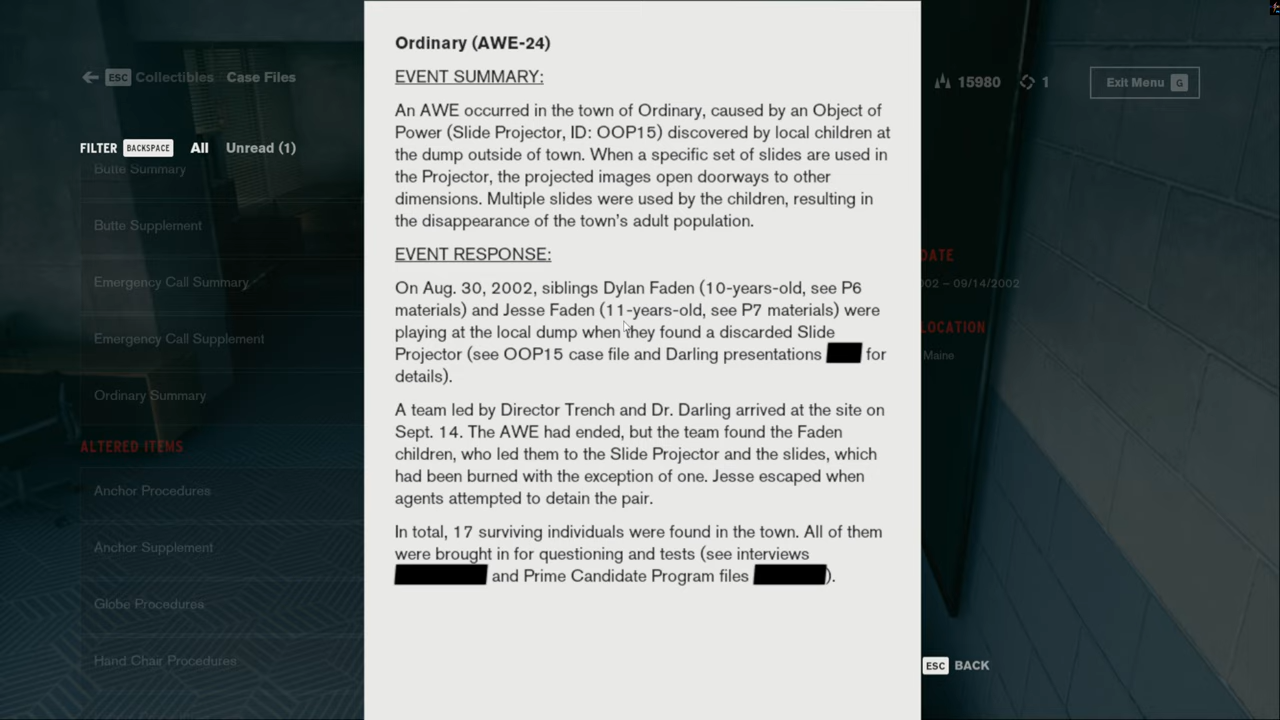 Ordinary (AWE-24)
EVENT SUMMARY:
An AWE occurred in the town of Ordinary, caused by an Object of
Power (Slide Projector, ID: OOP15) discovered by local children at
the dump outside of town. When a specific set of slides are used in
the Projector, the projected images open doorways to other
dimensions. Multiple slides were used by the children, resulting in
the disappearance of the town's adult population.
EVENT RESPONSE:
On Aug. 30, 2002, siblings Dylan Faden (10-years-old, see P6
materials) and Jesse Faden (11-years-old, see P7 materials) were
playing at the local dump when they found a discarded Slide
Projector (see OOP15 case file and Darling presentations for
details).
A team led by Director Trench and Dr. Darling arrived at the site on
Sept. 14. The AWE had ended, but the team found the Faden
children, who led them to the Slide Projector and the slides, which
had been burned with the exception of one. Jesse escaped when
agents attempted to detain the pair.
In total, 17 surviving individuals were found in the town. All of them
were brought in for questioning and tests (see interviews
and Prime Candidate Program files ).
ESC Collectibles Case Files
FILTER BACKSPACE All Unread (1)
Butte Summary
Butte Supplement
Emergency Call Summary
Emergency Call Supplement
Ordinary Summary
ALTERED ITEMS
Anchor Procedures
Anchor Supplement
Globe Procedures
Hand Chair Procedures
15980 1
Exit Menu G
DATE
002 – 09/14/2002
LOCATION
Maine
ESC BACK